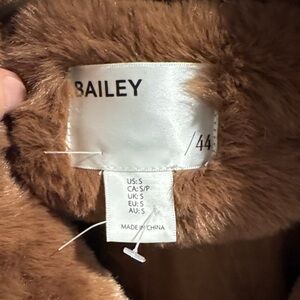 BAILEY
/44
US: S
CA: S/P
UK: S
EU: S
AU: S
MADE IN CHINA